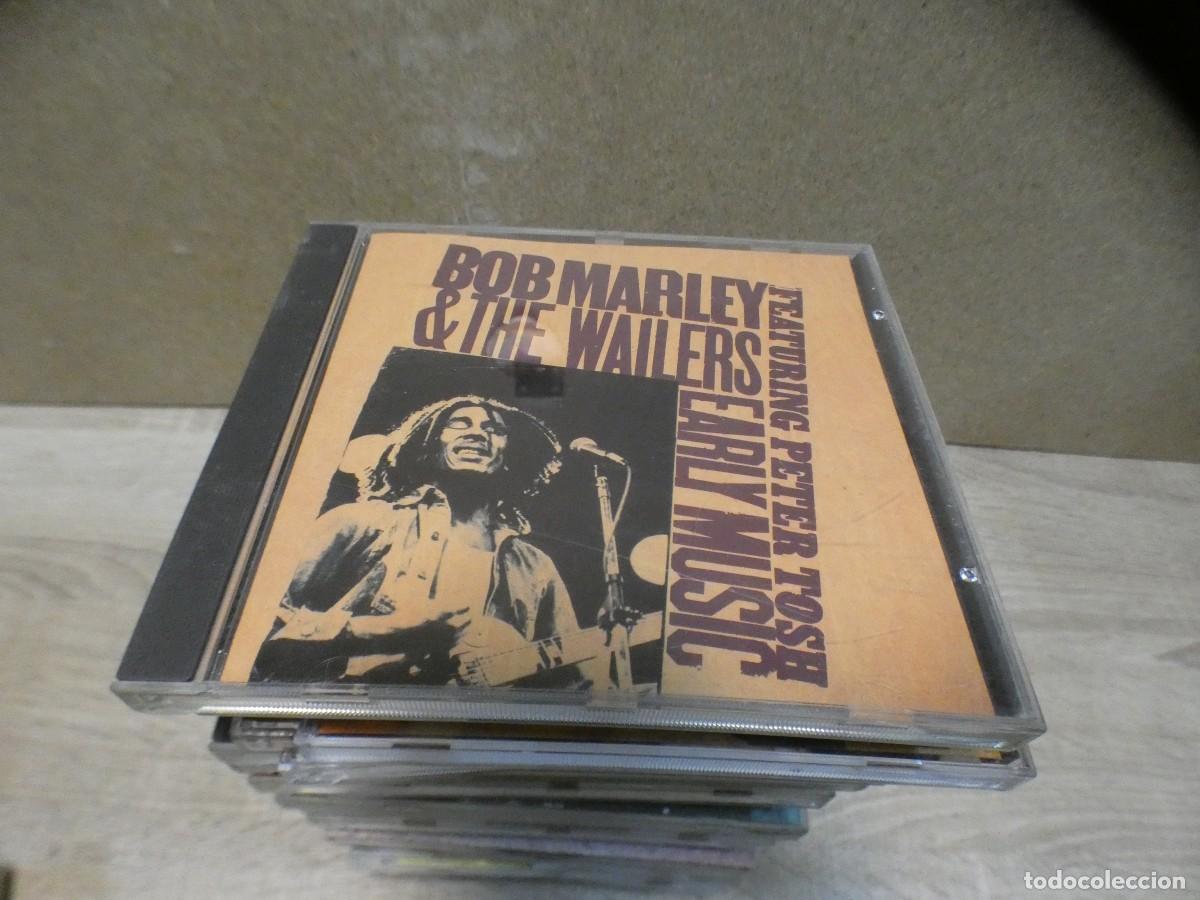 BOB MARLEY
& THE WAILERS
EARLY MUSIC
FEATURING PETER TOSH
todocoleccion